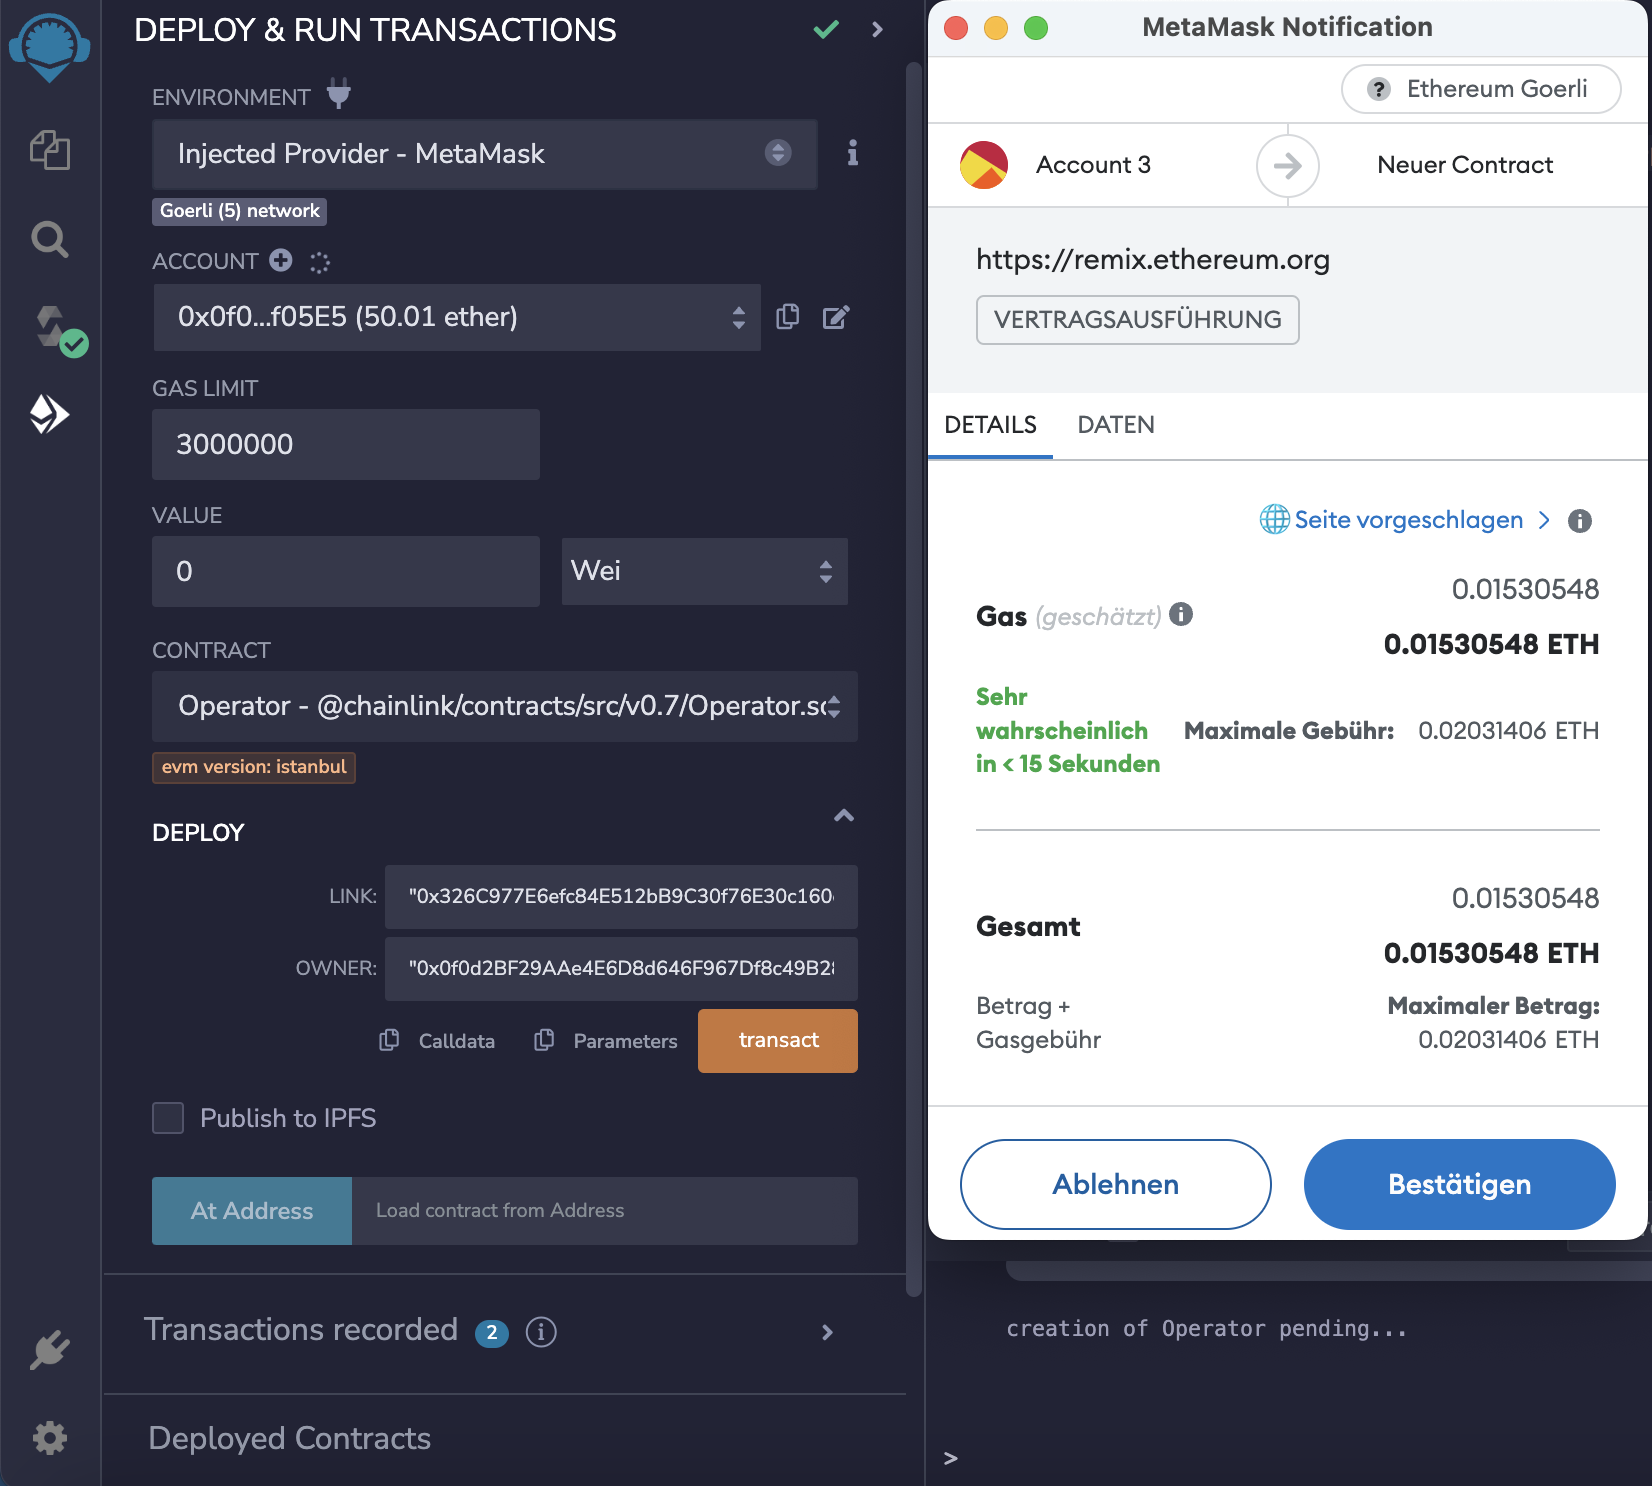 DEPLOY & RUN TRANSACTIONS
ENVIRONMENT
Injected Provider - MetaMask
Goerli (5) network
ACCOUNT
0x0f0...f05E5 (50.01 ether)
GAS LIMIT
3000000
VALUE
0
Wei
CONTRACT
Operator - @chainlink/contracts/src/v0.7/Operator.so
evm version: istanbul
DEPLOY
LINK:
"0x326C977E6efc84E512bB9C30f76E30c160
OWNER:
"0x0f0d2BF29AAe4E6D8d646F967Df8c49B2
Calldata
Parameters
transact
Publish to IPFS
At Address
Load contract from Address
Transactions recorded
2
Deployed Contracts
MetaMask Notification
Ethereum Goerli
Account 3
Neuer Contract
https://remix.ethereum.org
VERTRAGSAUSFÜHRUNG
DETAILS
DATEN
Seite vorgeschlagen >
0.01530548
Gas (geschätzt)
0.01530548 ETH
Sehr
wahrscheinlich
in < 15 Sekunden
Maximale Gebühr: 0.02031406 ETH
0.01530548
Gesamt
0.01530548 ETH
Betrag +
Gasgebühr
Maximaler Betrag:
0.02031406 ETH
Ablehnen
Bestätigen
creation of Operator pending...
>